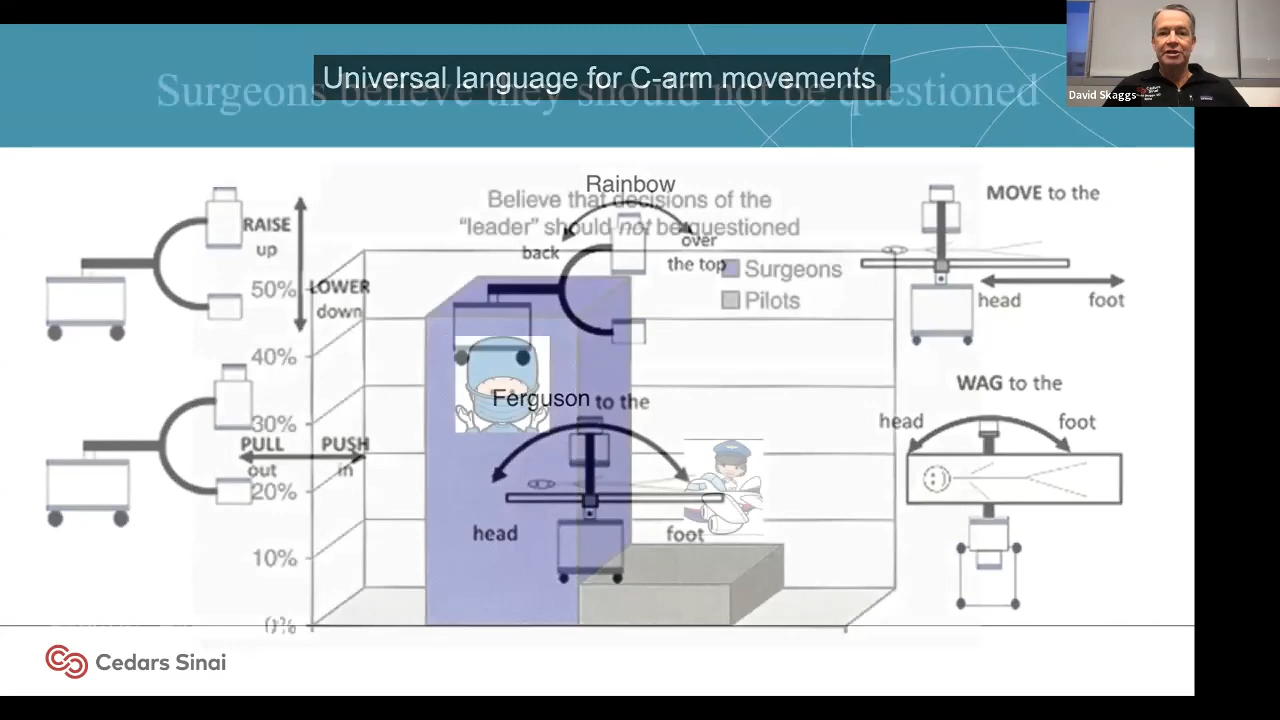 Universal language for C-arm movements
Surgeons believe they should not be questioned
David Skaggs
Rainbow
Believe that decisions of the
"leader" should not be questioned
back
over
the top
Surgeons
Pilots
RAISE
up
LOWER
down
PULL
out
PUSH
in
50%
40%
30%
20%
10%
0%
Ferguson to the
head
foot
MOVE to the
head
foot
WAG to the
head
foot
Cedars Sinai